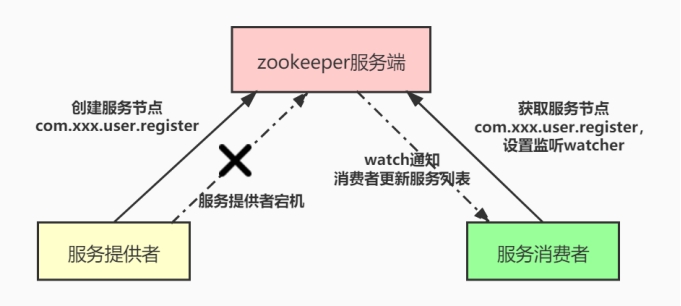 zookeeper服务端
创建服务节点
com.xxx.user.register
获取服务节点
com.xxx.user.register,
设置监听watcher
watch通知
消费者更新服务列表
服务提供者宕机
服务提供者
服务消费者